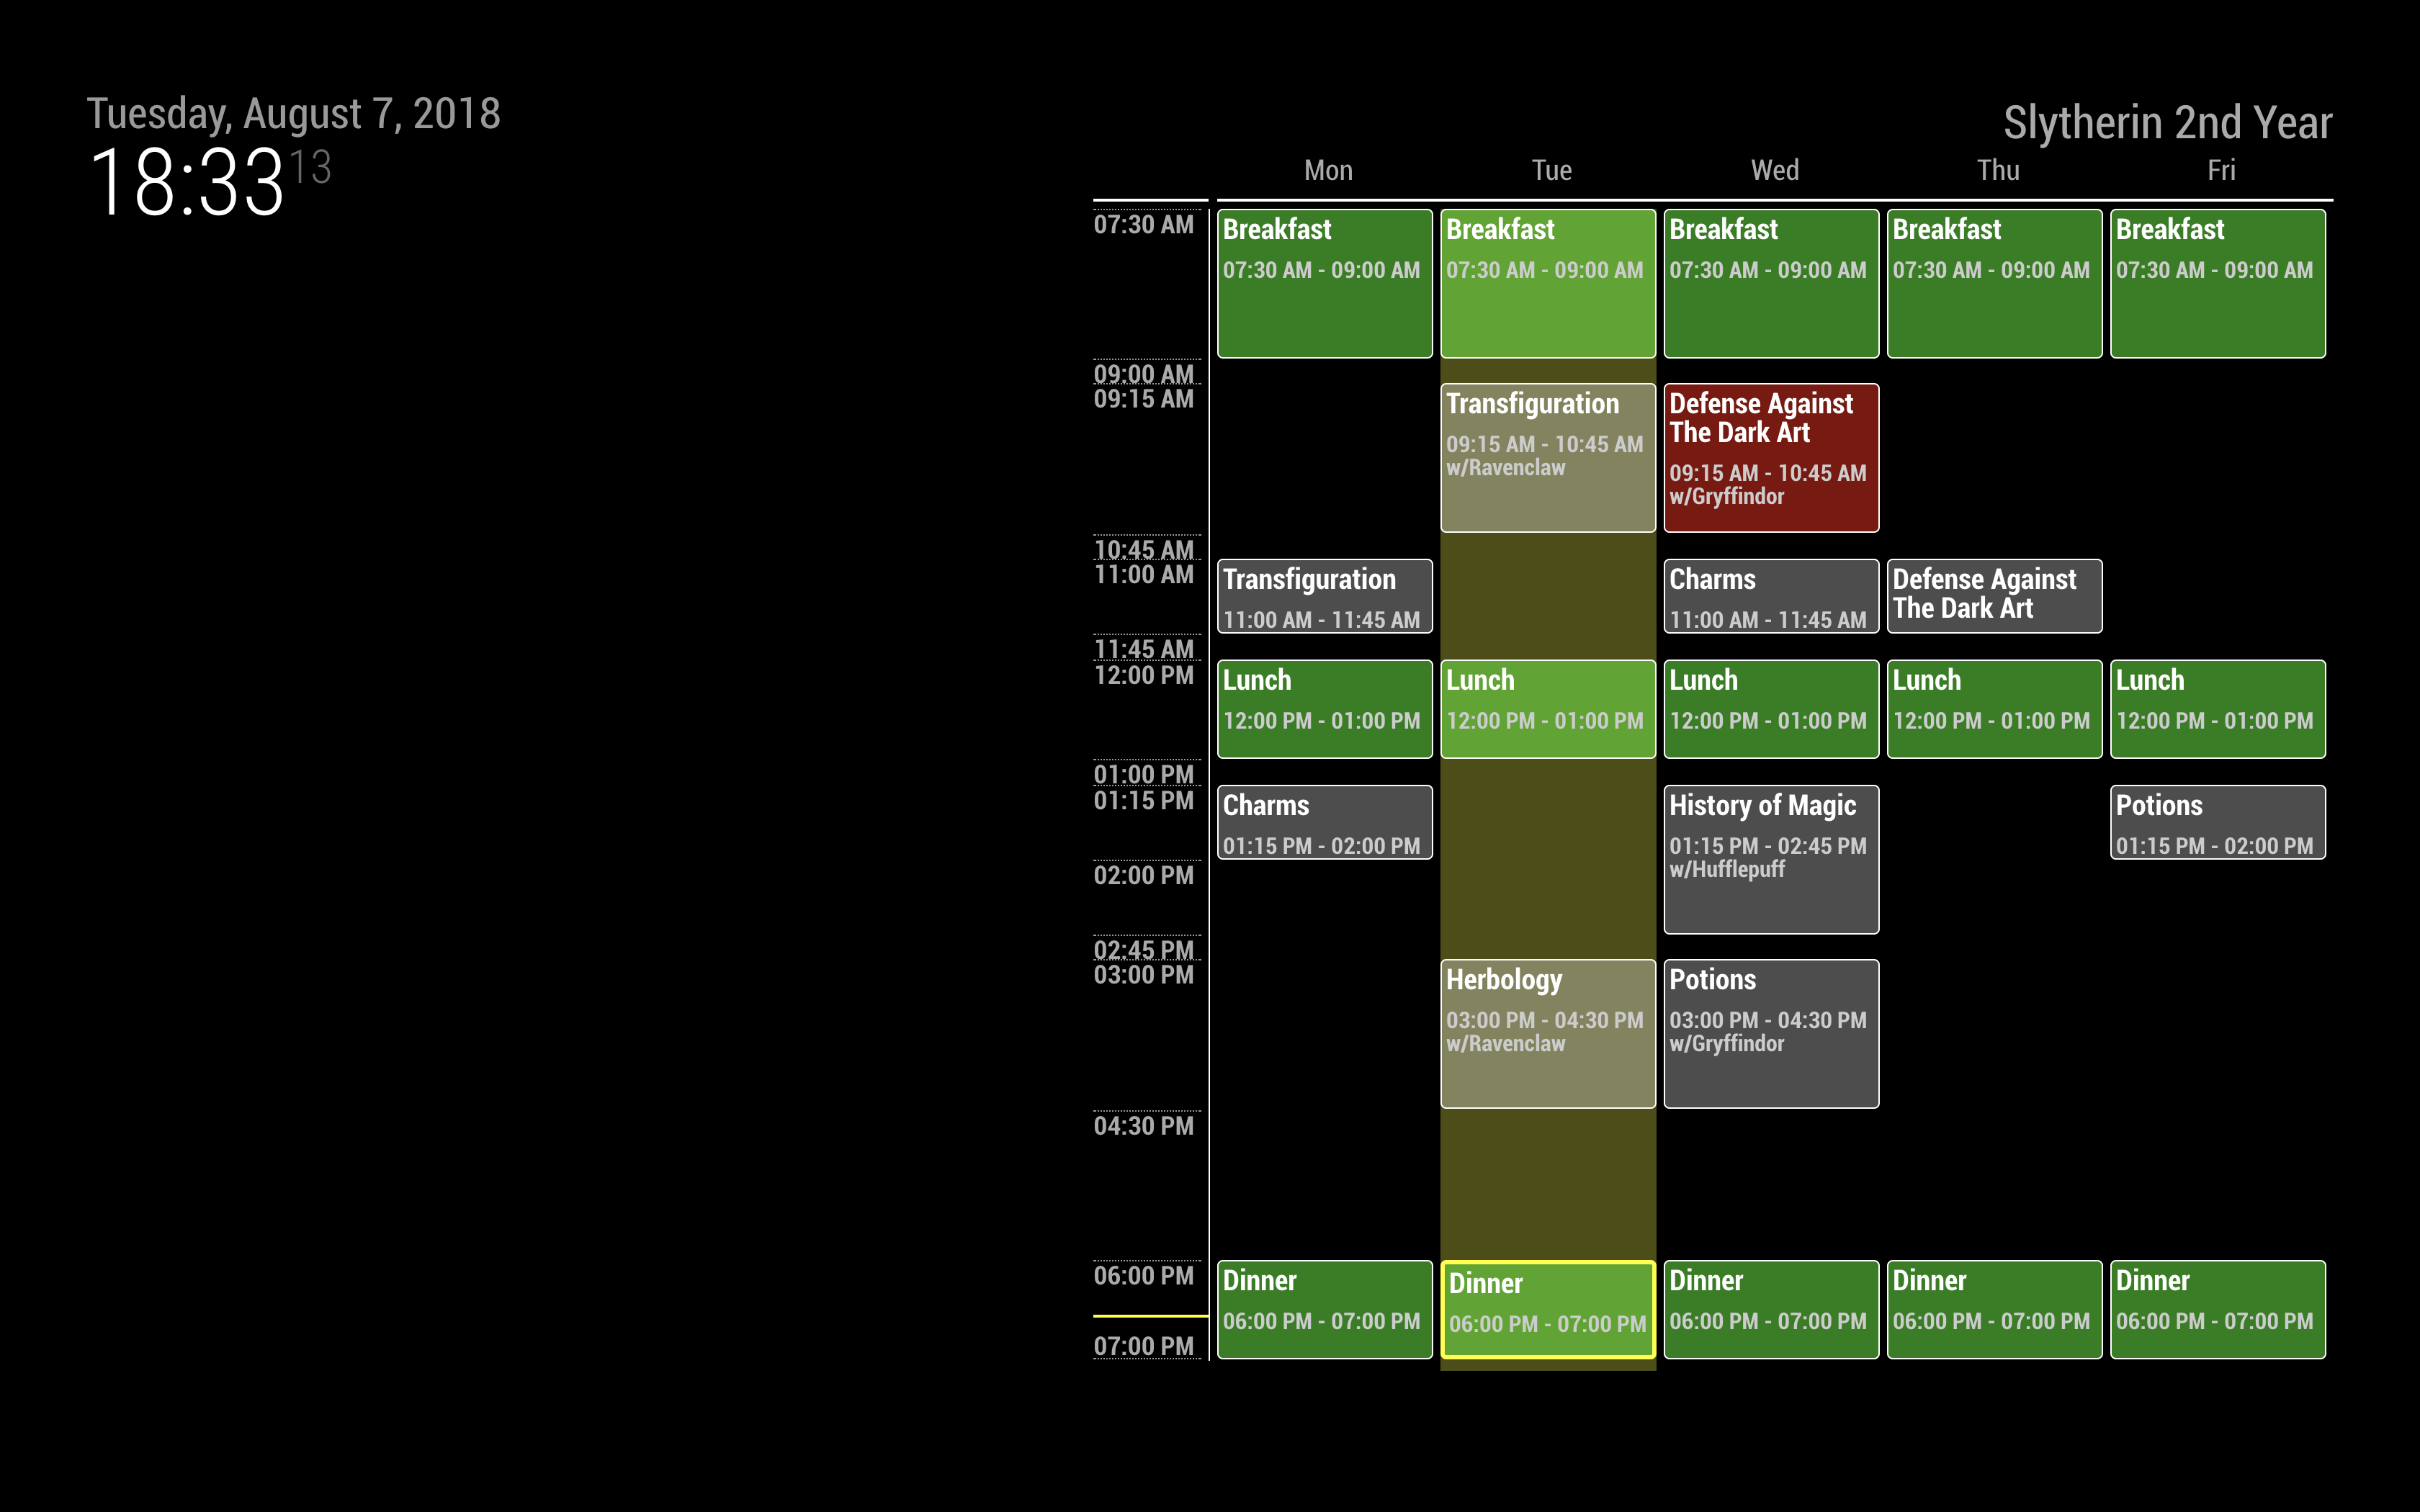 Tuesday, August 7, 2018
18:33 13
Slytherin 2nd Year
Mon Tue Wed Thu Fri
07:30 AM
09:00 AM
09:15 AM
10:45 AM
11:00 AM
11:45 AM
12:00 PM
01:00 PM
01:15 PM
02:00 PM
02:45 PM
03:00 PM
04:30 PM
06:00 PM
07:00 PM
Breakfast
07:30 AM - 09:00 AM
Transfiguration
11:00 AM - 11:45 AM
Lunch
12:00 PM - 01:00 PM
Charms
01:15 PM - 02:00 PM
Dinner
06:00 PM - 07:00 PM
Breakfast
07:30 AM - 09:00 AM
Transfiguration
09:15 AM - 10:45 AM
w/Ravenclaw
Lunch
12:00 PM - 01:00 PM
Herbology
03:00 PM - 04:30 PM
w/Ravenclaw
Dinner
06:00 PM - 07:00 PM
Breakfast
07:30 AM - 09:00 AM
Defense Against
The Dark Art
09:15 AM - 10:45 AM
w/Gryffindor
Charms
11:00 AM - 11:45 AM
Lunch
12:00 PM - 01:00 PM
History of Magic
01:15 PM - 02:45 PM
w/Hufflepuff
Potions
03:00 PM - 04:30 PM
w/Gryffindor
Dinner
06:00 PM - 07:00 PM
Breakfast
07:30 AM - 09:00 AM
Defense Against
The Dark Art
Lunch
12:00 PM - 01:00 PM
Dinner
06:00 PM - 07:00 PM
Breakfast
07:30 AM - 09:00 AM
Lunch
12:00 PM - 01:00 PM
Potions
01:15 PM - 02:00 PM
Dinner
06:00 PM - 07:00 PM